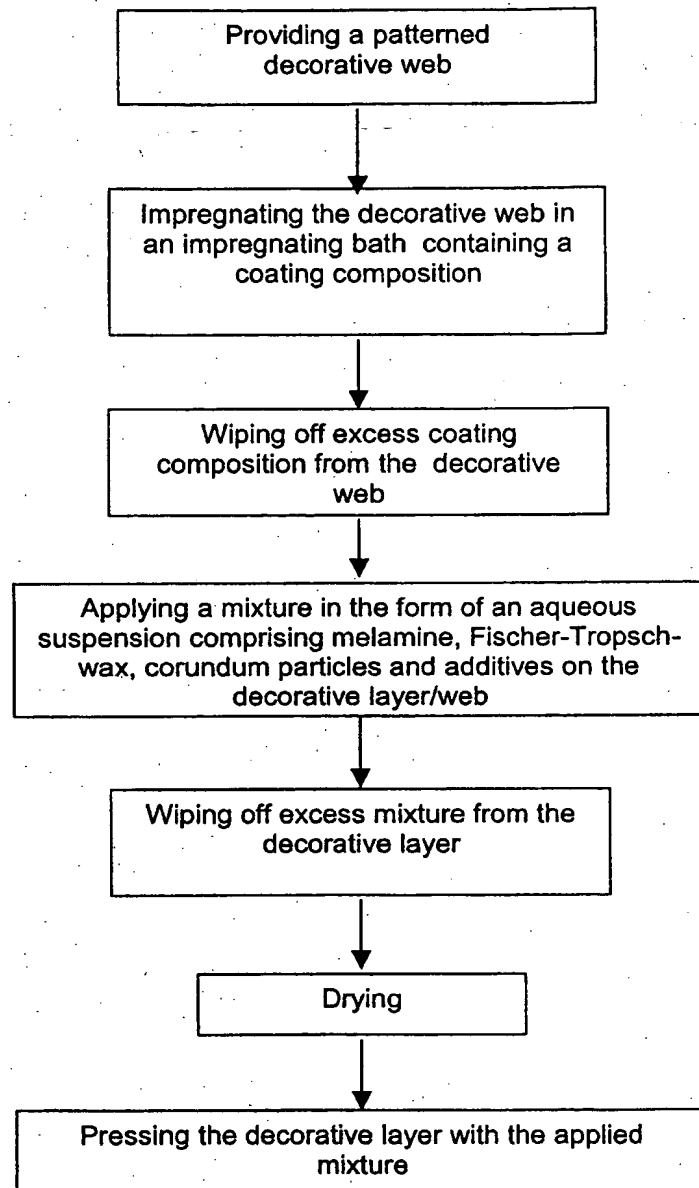 Providing a patterned
decorative web
Impregnating the decorative web in
an impregnating bath containing a
coating composition
Wiping off excess coating
composition from the decorative
web
Applying a mixture in the form of an aqueous
suspension comprising melamine, Fischer-Tropsch-
wax, corundum particles and additives on the
decorative layer/web
Wiping off excess mixture from the
decorative layer
Drying
Pressing the decorative layer with the applied
mixture